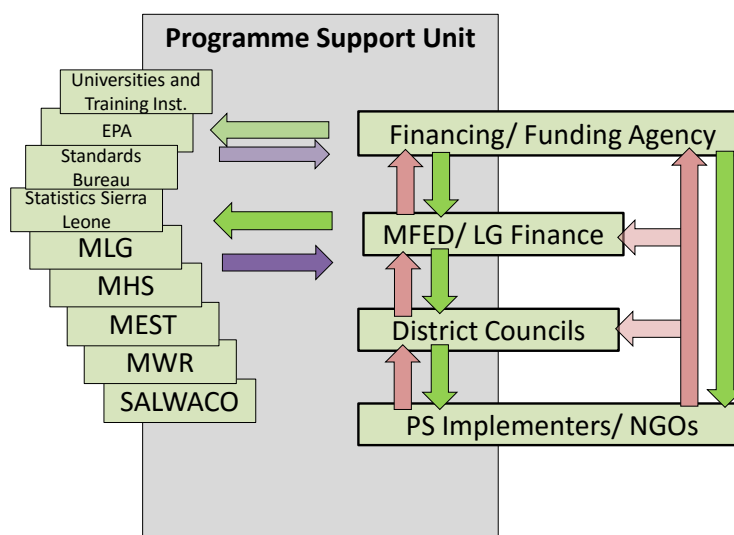 Programme Support Unit
Universities and
Training Inst.
EPA
Standards
Bureau
Statistics Sierra
Leone
MLG
MHS
MEST
MWR
SALWACO
Financing/ Funding Agency
MFED/ LG Finance
District Councils
PS Implementers/ NGOs